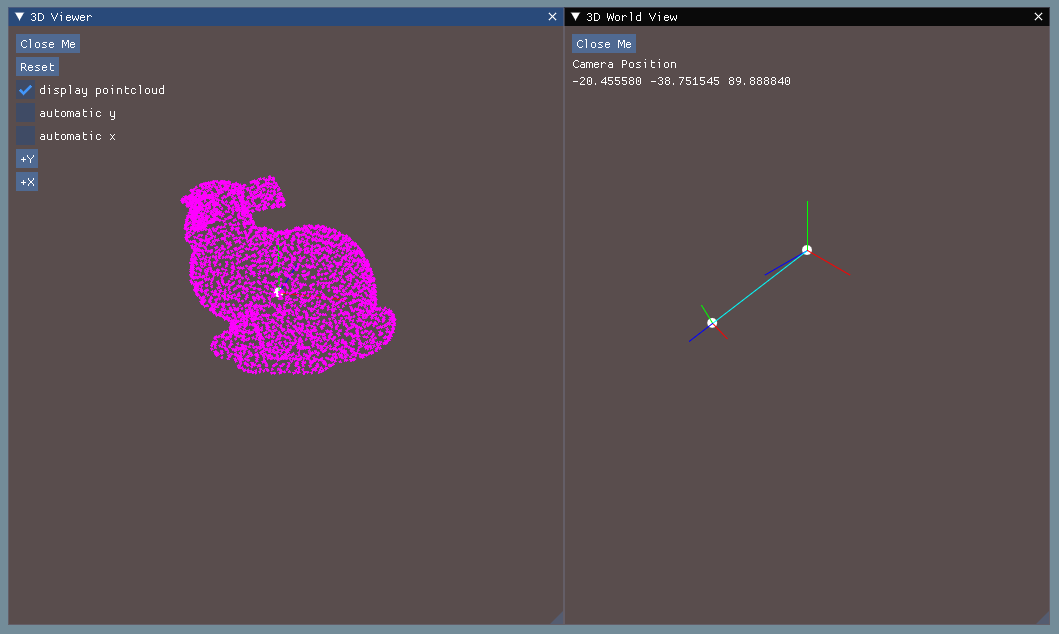 3D Viewer
Close Me
Reset
display pointcloud
automatic y
automatic x
+Y
+X
3D World View
Close Me
Camera Position
-20.455580 -38.751545 89.888840